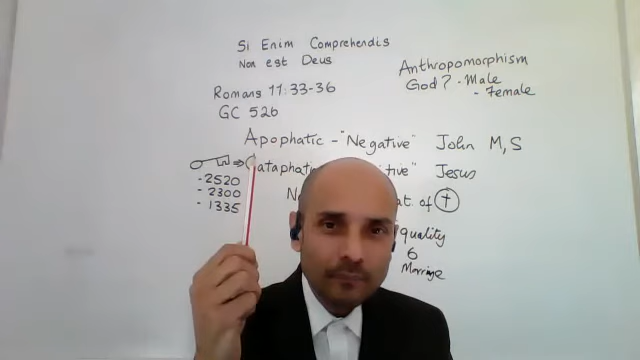 Si Enim Comprehendis
Non est Deus
Anthropomorphism
God? - Male
- Female
Romans 11:33-36
GC 526
Apophatic - "Negative" John M, S
Jesus
-2520
-2300
-1335
of
6
Marriage